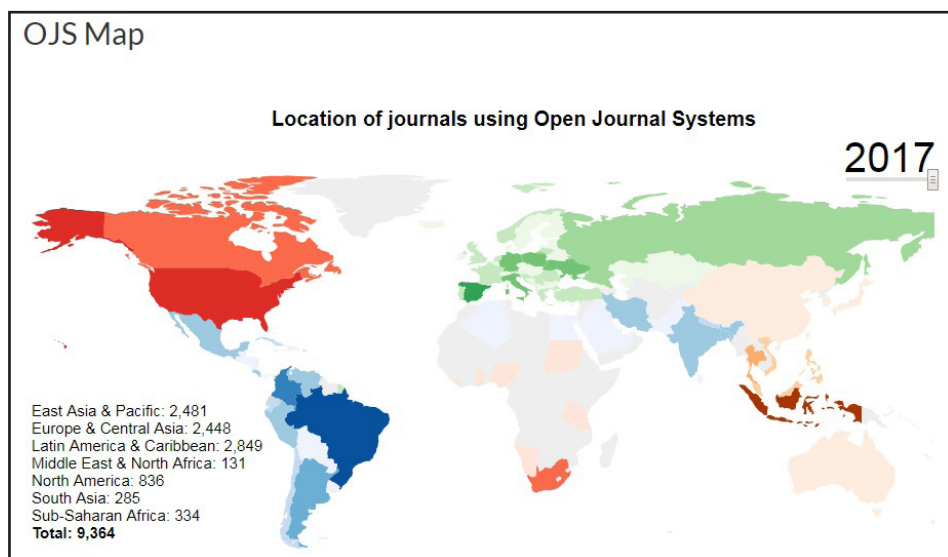 OJS Map
Location of journals using Open Journal Systems
2017
East Asia & Pacific: 2,481
Europe & Central Asia: 2,448
Latin America & Caribbean: 2,849
Middle East & North Africa: 131
North America: 836
South Asia: 285
Sub-Saharan Africa: 334
Total: 9,364